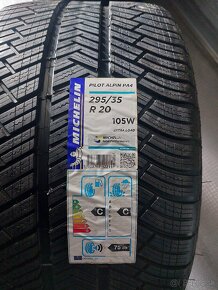 MICHELIN
PILOT ALPIN PA4
295/35
R 20
105W
EXTRA LOAD
C
C
75 dB